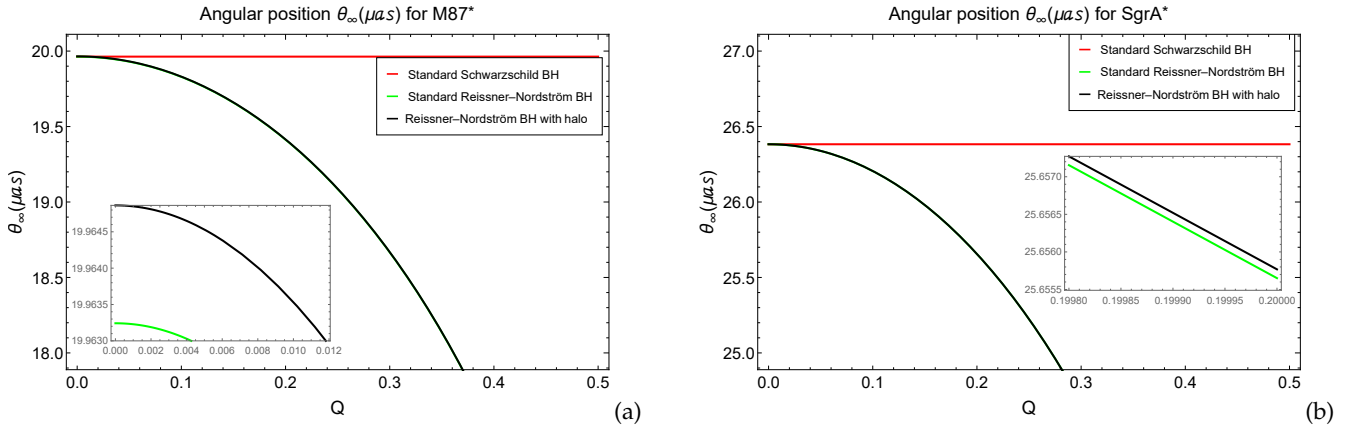 Angular position θ∞(μas) for M87*
20.0
19.5
19.0
18.5
18.0
θ∞(μas)
Standard Schwarzschild BH
Standard Reissner–Nordström BH
Reissner–Nordström BH with halo
19.9645
19.9640
19.9635
19.9630
0.000 0.002 0.004 0.006 0.008 0.010 0.012
0.0 0.1 0.2 0.3 0.4 0.5
Q
(a)
Angular position θ∞(μas) for SgrA*
27.0
26.5
26.0
25.5
25.0
θ∞(μas)
Standard Schwarzschild BH
Standard Reissner–Nordström BH
Reissner–Nordström BH with halo
25.6570
25.6565
25.6560
25.6555
0.19980 0.19985 0.19990 0.19995 0.20000
0.0 0.1 0.2 0.3 0.4 0.5
Q
(b)